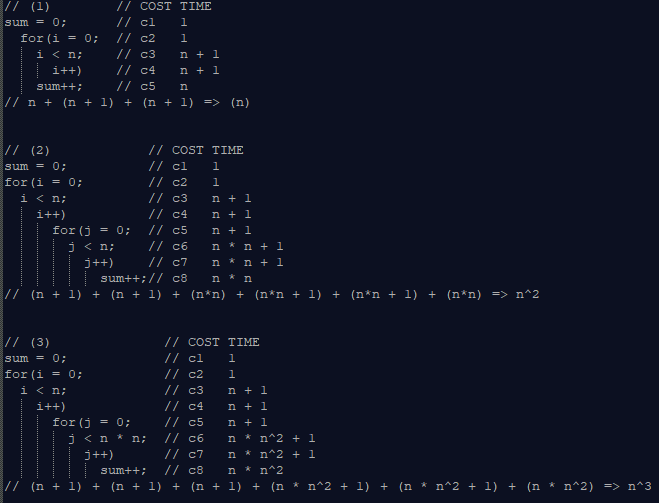 // (1) // COST TIME
sum = 0; // c1 1
for(i = 0; // c2 1
i < n; // c3 n + 1
i++) // c4 n + 1
sum++; // c5 n
// n + (n + 1) + (n + 1) => (n)
// (2) // COST TIME
sum = 0; // c1 1
for(i = 0; // c2 1
i < n; // c3 n + 1
i++) // c4 n + 1
for(j = 0; // c5 n + 1
j < n; // c6 n * n + 1
j++) // c7 n * n + 1
sum++;// c8 n * n
// (n + 1) + (n + 1) + (n*n) + (n*n + 1) + (n*n + 1) + (n*n) => n^2
// (3) // COST TIME
sum = 0; // c1 1
for(i = 0; // c2 1
i < n; // c3 n + 1
i++) // c4 n + 1
for(j = 0; // c5 n + 1
j < n * n; // c6 n * n^2 + 1
j++) // c7 n * n^2 + 1
sum++; // c8 n * n^2
// (n + 1) + (n + 1) + (n + 1) + (n * n^2 + 1) + (n * n^2 + 1) + (n * n^2) => n^3